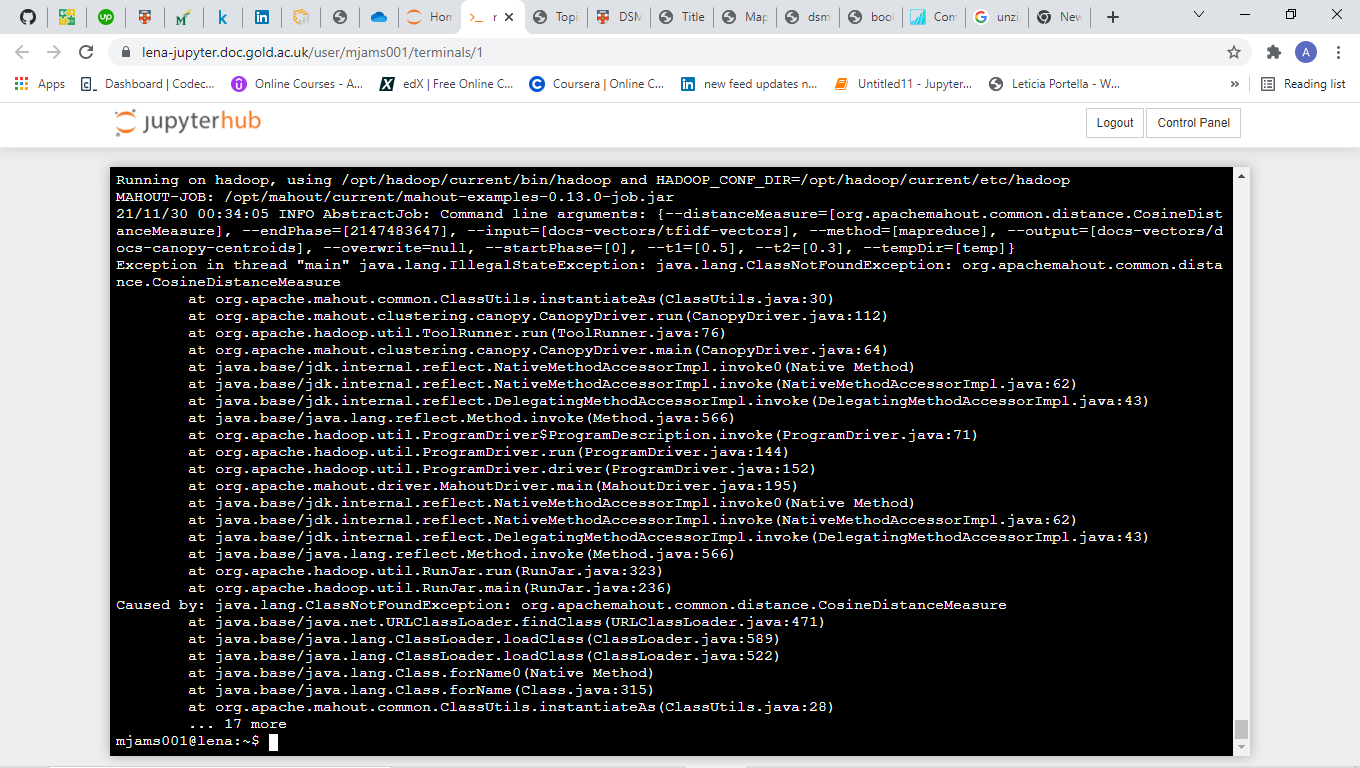 r
Hom
Topi
DSM
Title
Map
dsm
bool
Com
unzi
New
lena-jupyter.doc.gold.ac.uk/user/mjams001/terminals/1
A
Apps
Dashboard | Codec...
Online Courses - A...
edX | Free Online C...
Coursera | Online C...
new feed updates n...
Untitled11 - Jupyter...
Leticia Portella - W...
»
Reading list
jupyterhub
Logout
Control Panel
Running on hadoop, using /opt/hadoop/current/bin/hadoop and HADOOP_CONF_DIR=/opt/hadoop/current/etc/hadoop
MAHOUT-JOB: /opt/mahout/current/mahout-examples-0.13.0-job.jar
21/11/30 00:34:05 INFO AbstractJob: Command line arguments: {--distanceMeasure=[org.apachemahout.common.distance.CosineDist
anceMeasure], --endPhase=[2147483647], --input=[docs-vectors/tfidf-vectors], --method=[mapreduce], --output=[docs-vectors/d
ocs-canopy-centroids], --overwrite=null, --startPhase=[0], --t1=[0.5], --t2=[0.3], --tempDir=[temp]}
Exception in thread "main" java.lang.IllegalStateException: java.lang.ClassNotFoundException: org.apachemahout.common.dista
nce.CosineDistanceMeasure
at org.apache.mahout.common.ClassUtils.instantiateAs(ClassUtils.java:30)
at org.apache.mahout.clustering.canopy.CanopyDriver.run(CanopyDriver.java:112)
at org.apache.hadoop.util.ToolRunner.run(ToolRunner.java:76)
at org.apache.mahout.clustering.canopy.CanopyDriver.main(CanopyDriver.java:64)
at java.base/jdk.internal.reflect.NativeMethodAccessorImpl.invoke0(Native Method)
at java.base/jdk.internal.reflect.NativeMethodAccessorImpl.invoke(NativeMethodAccessorImpl.java:62)
at java.base/jdk.internal.reflect.DelegatingMethodAccessorImpl.invoke(DelegatingMethodAccessorImpl.java:43)
at java.base/java.lang.reflect.Method.invoke(Method.java:566)
at org.apache.hadoop.util.ProgramDriver$ProgramDescription.invoke(ProgramDriver.java:71)
at org.apache.hadoop.util.ProgramDriver.run(ProgramDriver.java:144)
at org.apache.hadoop.util.ProgramDriver.driver(ProgramDriver.java:152)
at org.apache.mahout.driver.MahoutDriver.main(MahoutDriver.java:195)
at java.base/jdk.internal.reflect.NativeMethodAccessorImpl.invoke0(Native Method)
at java.base/jdk.internal.reflect.NativeMethodAccessorImpl.invoke(NativeMethodAccessorImpl.java:62)
at java.base/jdk.internal.reflect.DelegatingMethodAccessorImpl.invoke(DelegatingMethodAccessorImpl.java:43)
at java.base/java.lang.reflect.Method.invoke(Method.java:566)
at org.apache.hadoop.util.RunJar.run(RunJar.java:323)
at org.apache.hadoop.util.RunJar.main(RunJar.java:236)
Caused by: java.lang.ClassNotFoundException: org.apachemahout.common.distance.CosineDistanceMeasure
at java.base/java.net.URLClassLoader.findClass(URLClassLoader.java:471)
at java.base/java.lang.ClassLoader.loadClass(ClassLoader.java:589)
at java.base/java.lang.ClassLoader.loadClass(ClassLoader.java:522)
at java.base/java.lang.Class.forName0(Native Method)
at java.base/java.lang.Class.forName(Class.java:315)
at org.apache.mahout.common.ClassUtils.instantiateAs(ClassUtils.java:28)
... 17 more
mjams001@lena:~$